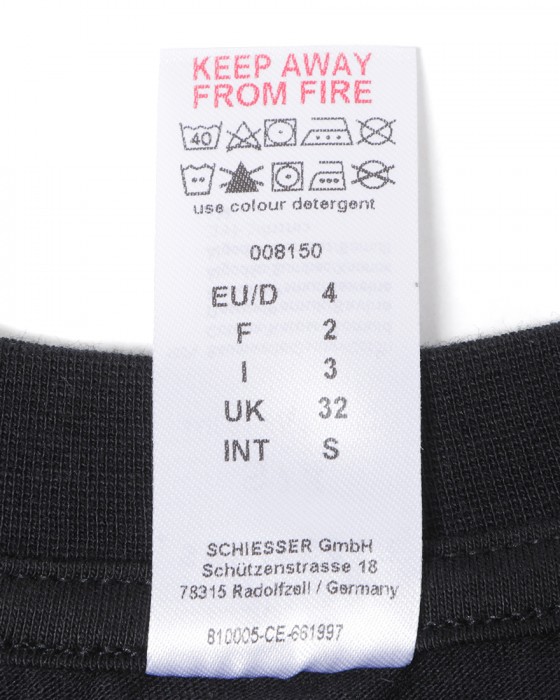 KEEP AWAY
FROM FIRE
40
use colour detergent
008150
EU/D 4
F 2
I 3
UK 32
INT S
SCHIESSER GmbH
Schützenstrasse 18
78315 Radolfzell / Germany
810005-CE-661997